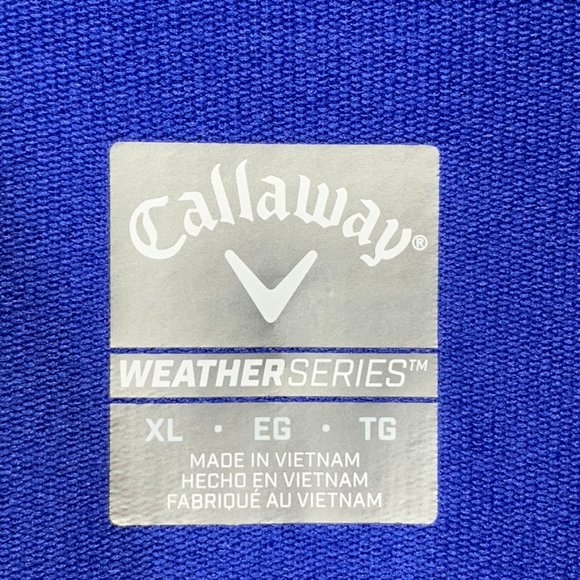 Callaway®
WEATHERSERIES™
XL • EG • TG
MADE IN VIETNAM
HECHO EN VIETNAM
FABRIQUÉ AU VIETNAM